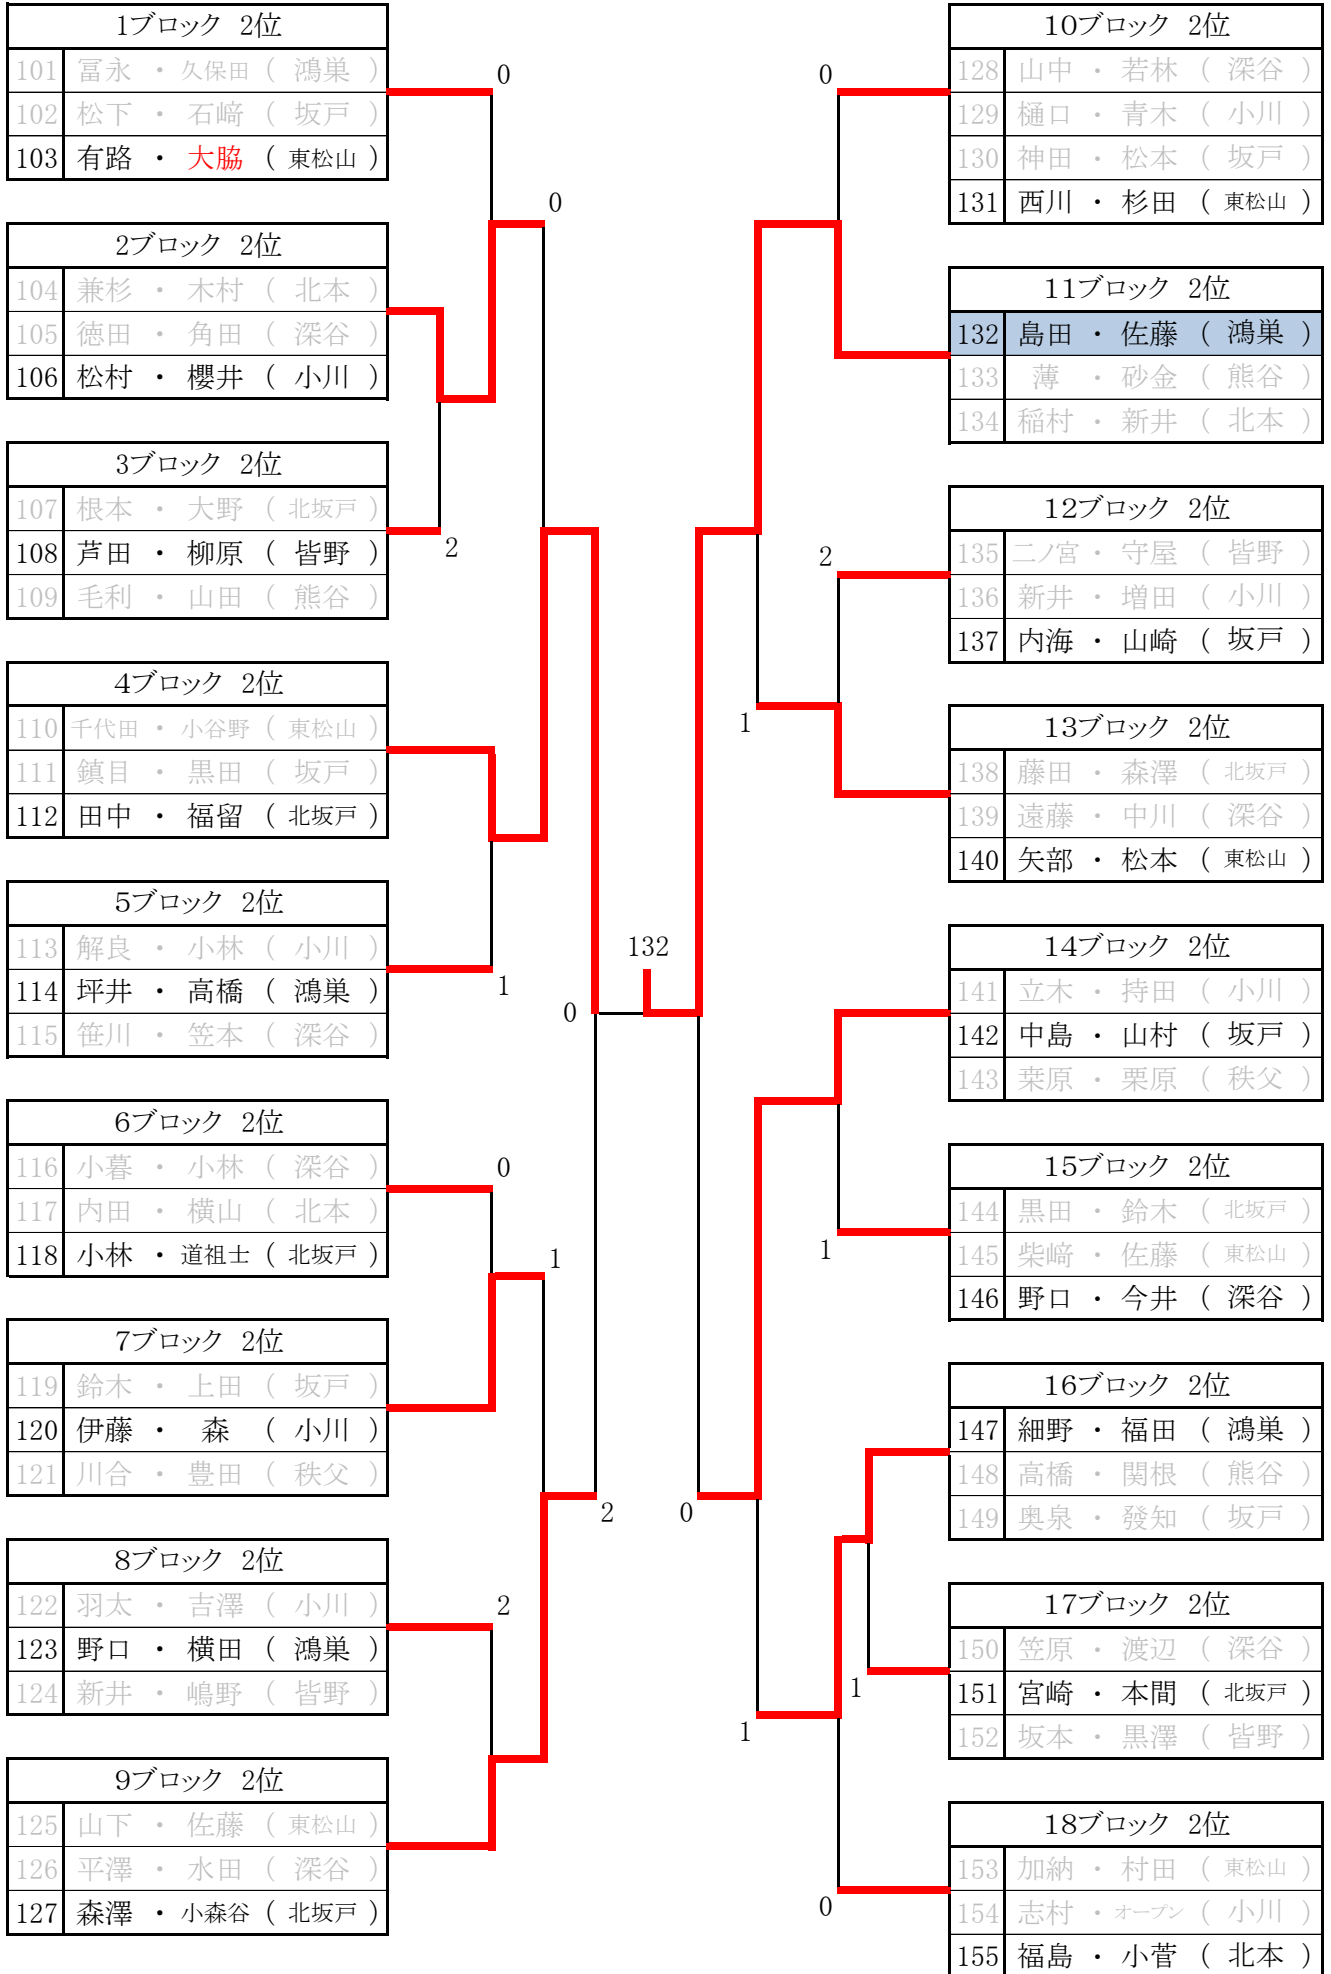 1ブロック 2位
101 冨永 ・ 久保田 ( 鴻巣 )
102 松下 ・ 石﨑 ( 坂戸 )
103 有路 ・ 大脇 ( 東松山 )
0
0
2ブロック 2位
104 兼杉 ・ 木村 ( 北本 )
105 徳田 ・ 角田 ( 深谷 )
106 松村 ・ 櫻井 ( 小川 )
3ブロック 2位
107 根本 ・ 大野 ( 北坂戸 )
108 芦田 ・ 柳原 ( 皆野 )
109 毛利 ・ 山田 ( 熊谷 )
2
4ブロック 2位
110 千代田 ・ 小谷野 ( 東松山 )
111 鎮目 ・ 黒田 ( 坂戸 )
112 田中 ・ 福留 ( 北坂戸 )
5ブロック 2位
113 解良 ・ 小林 ( 小川 )
114 坪井 ・ 高橋 ( 鴻巣 )
115 笹川 ・ 笠本 ( 深谷 )
1
0
6ブロック 2位
116 小暮 ・ 小林 ( 深谷 )
117 内田 ・ 横山 ( 北本 )
118 小林 ・ 道祖士 ( 北坂戸 )
0
1
7ブロック 2位
119 鈴木 ・ 上田 ( 坂戸 )
120 伊藤 ・ 森 ( 小川 )
121 川合 ・ 豊田 ( 秩父 )
2
8ブロック 2位
122 羽太 ・ 吉澤 ( 小川 )
123 野口 ・ 横田 ( 鴻巣 )
124 新井 ・ 嶋野 ( 皆野 )
2
9ブロック 2位
125 山下 ・ 佐藤 ( 東松山 )
126 平澤 ・ 水田 ( 深谷 )
127 森澤 ・ 小森谷 ( 北坂戸 )
132
10ブロック 2位
128 山中 ・ 若林 ( 深谷 )
129 樋口 ・ 青木 ( 小川 )
130 神田 ・ 松本 ( 坂戸 )
131 西川 ・ 杉田 ( 東松山 )
0
11ブロック 2位
132 島田 ・ 佐藤 ( 鴻巣 )
133 薄 ・ 砂金 ( 熊谷 )
134 稲村 ・ 新井 ( 北本 )
12ブロック 2位
135 二ノ宮 ・ 守屋 ( 皆野 )
136 新井 ・ 増田 ( 小川 )
137 内海 ・ 山崎 ( 坂戸 )
2
1
13ブロック 2位
138 藤田 ・ 森澤 ( 北坂戸 )
139 遠藤 ・ 中川 ( 深谷 )
140 矢部 ・ 松本 ( 東松山 )
14ブロック 2位
141 立木 ・ 持田 ( 小川 )
142 中島 ・ 山村 ( 坂戸 )
143 桒原 ・ 栗原 ( 秩父 )
15ブロック 2位
144 黒田 ・ 鈴木 ( 北坂戸 )
145 柴﨑 ・ 佐藤 ( 東松山 )
146 野口 ・ 今井 ( 深谷 )
1
0
16ブロック 2位
147 細野 ・ 福田 ( 鴻巣 )
148 高橋 ・ 関根 ( 熊谷 )
149 奥泉 ・ 發知 ( 坂戸 )
17ブロック 2位
150 笠原 ・ 渡辺 ( 深谷 )
151 宮崎 ・ 本間 ( 北坂戸 )
152 坂本 ・ 黒澤 ( 皆野 )
1
1
18ブロック 2位
153 加納 ・ 村田 ( 東松山 )
154 志村 ・ オープン ( 小川 )
155 福島 ・ 小菅 ( 北本 )
0